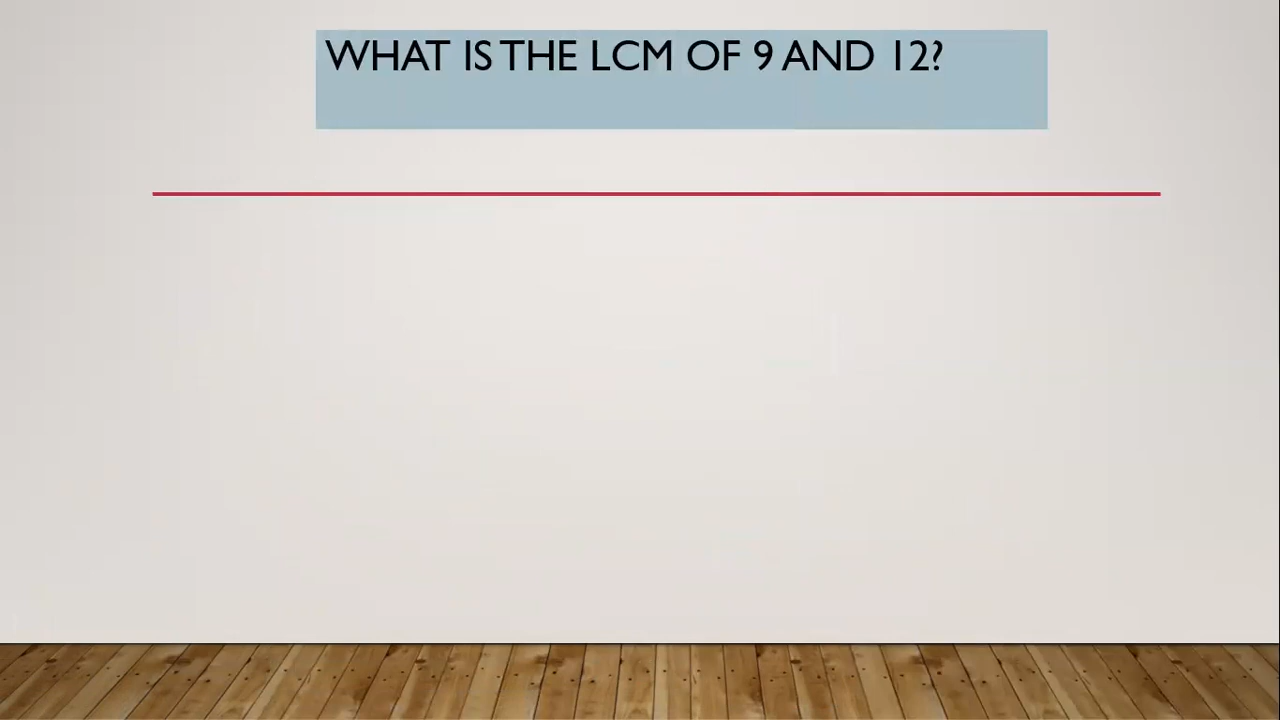 WHAT IS THE LCM OF 9 AND 12?